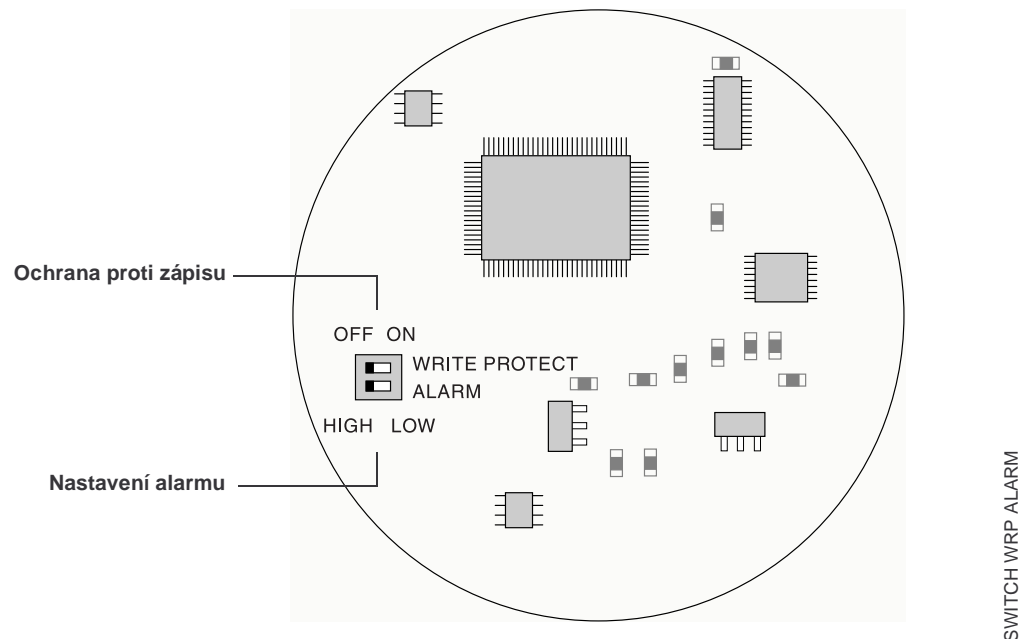 Ochrana proti zápisu
OFF ON
WRITE PROTECT
ALARM
HIGH LOW
Nastavení alarmu
SWITCH WRP ALARM